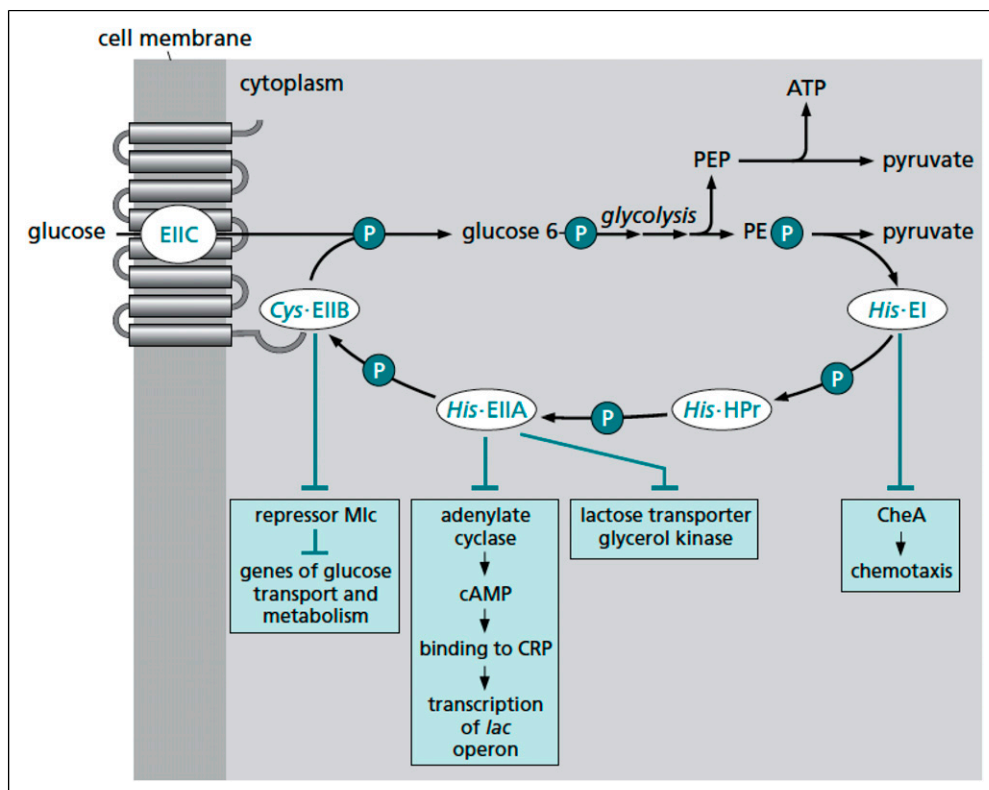 cell membrane
cytoplasm
ATP
PEP
pyruvate
glucose
EIIC
P
glucose 6-
P
glycolysis
PE
P
pyruvate
Cys·EIIB
His·EI
P
P
His·EIIA
P
His·HPr
repressor Mlc
genes of glucose
transport and
metabolism
adenylate
cyclase
cAMP
binding to CRP
transcription
of lac
operon
lactose transporter
glycerol kinase
CheA
chemotaxis